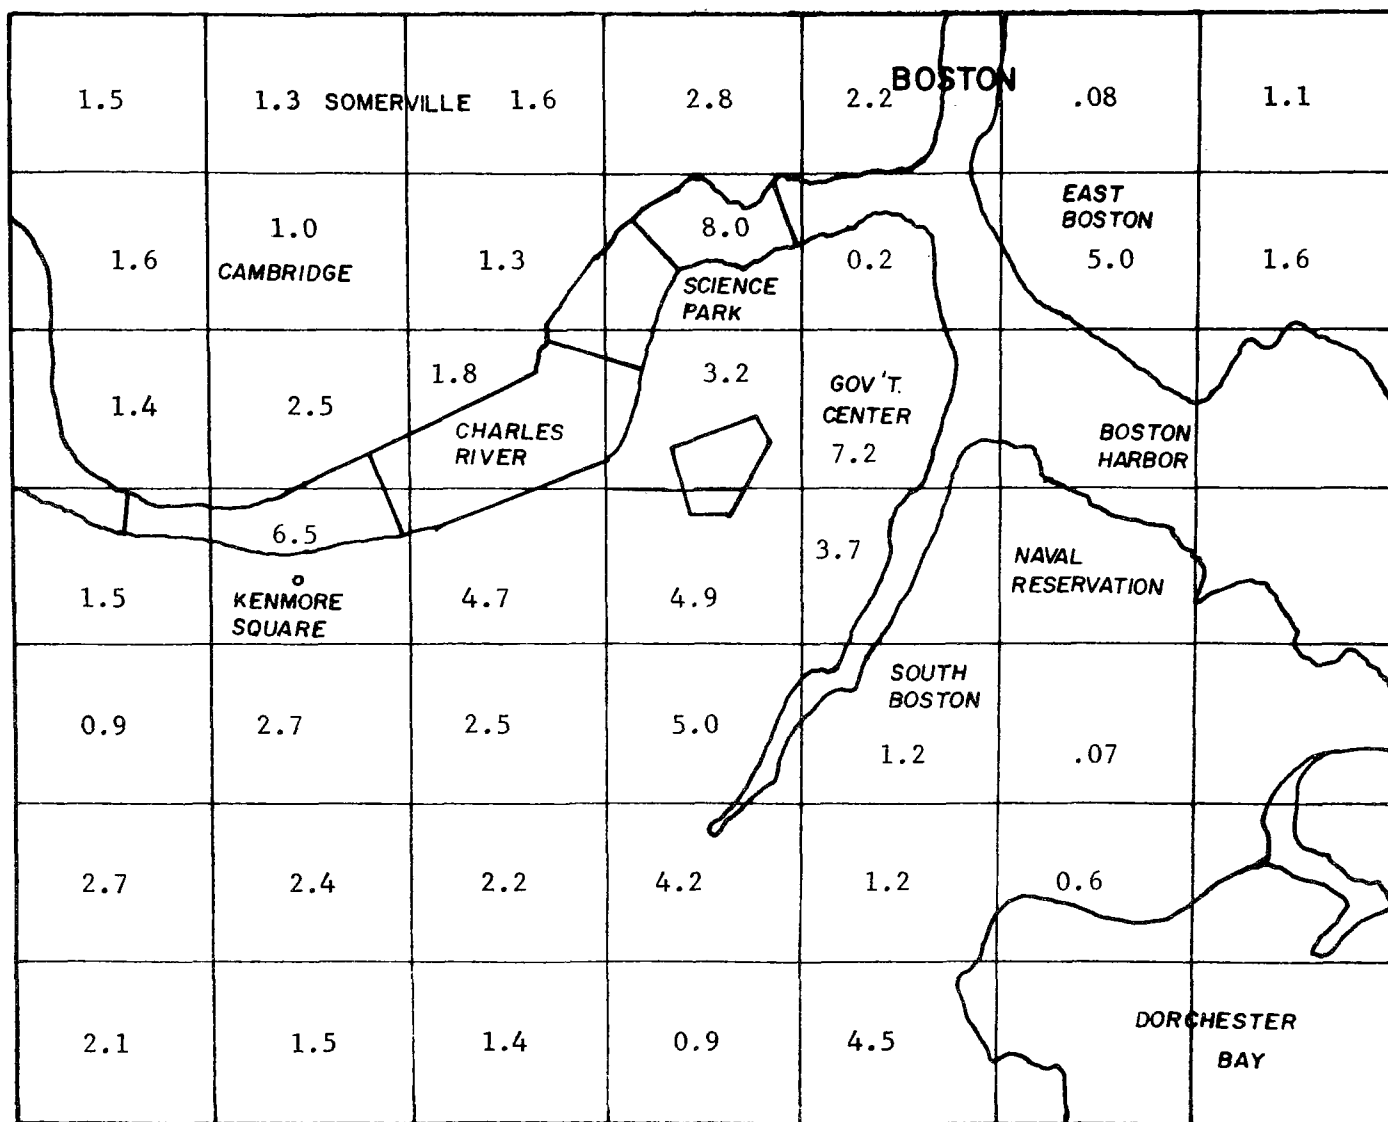 BOSTON
1.5 1.3 SOMERVILLE 1.6 2.8 2.2 .08 1.1
EAST
BOSTON
1.0 8.0
1.6 CAMBRIDGE 1.3 0.2 5.0 1.6
SCIENCE
PARK
1.8 3.2
GOV'T.
CENTER
1.4 2.5 7.2
CHARLES
RIVER
BOSTON
HARBOR
6.5 3.7
NAVAL
RESERVATION
1.5 4.7 4.9
KENMORE
SQUARE
SOUTH
BOSTON
0.9 2.7 2.5 5.0 1.2 .07
2.7 2.4 2.2 4.2 1.2 0.6
2.1 1.5 1.4 0.9 4.5
DORCHESTER
BAY